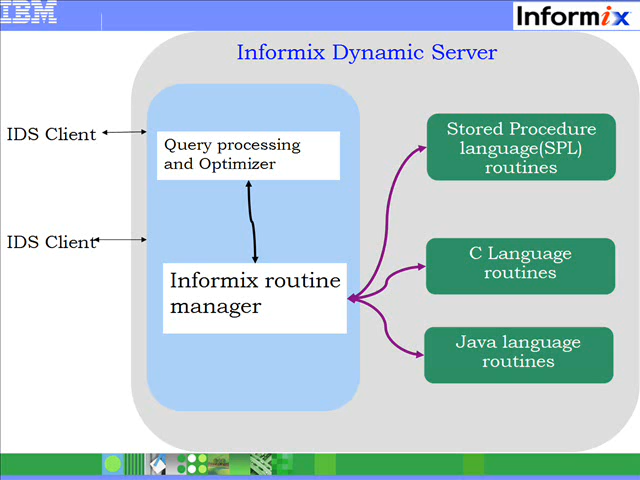 IBM
Informix
Informix Dynamic Server
IDS Client
Query processing
and Optimizer
Stored Procedure
language(SPL)
routines
IDS Client
Informix routine
manager
C Language
routines
Java language
routines